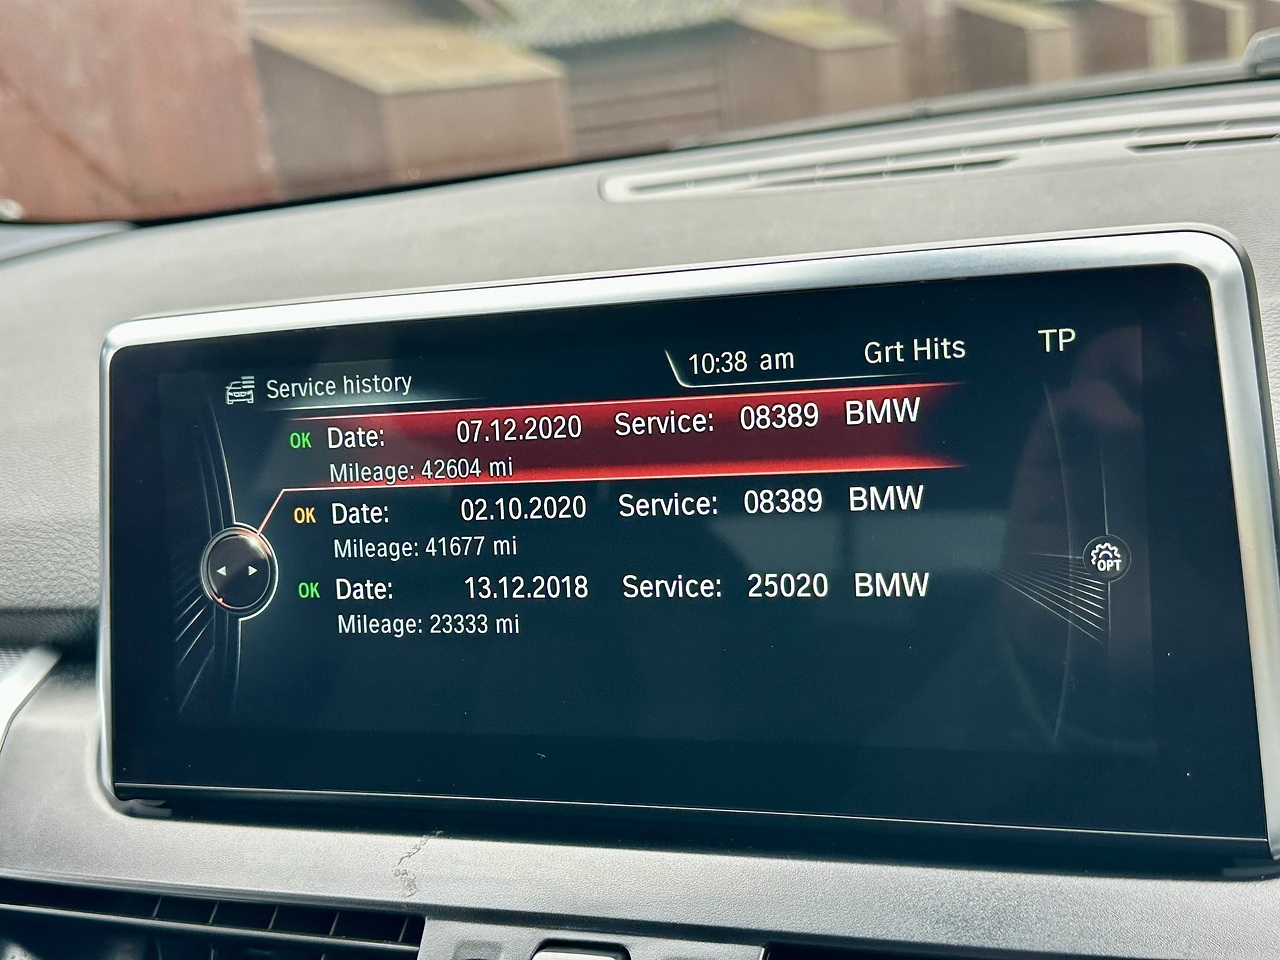 Service history 10:38 am Grt Hits TP
OK Date: 07.12.2020 Service: 08389 BMW
Mileage: 42604 mi
OK Date: 02.10.2020 Service: 08389 BMW
Mileage: 41677 mi
OK Date: 13.12.2018 Service: 25020 BMW
Mileage: 23333 mi
OPT